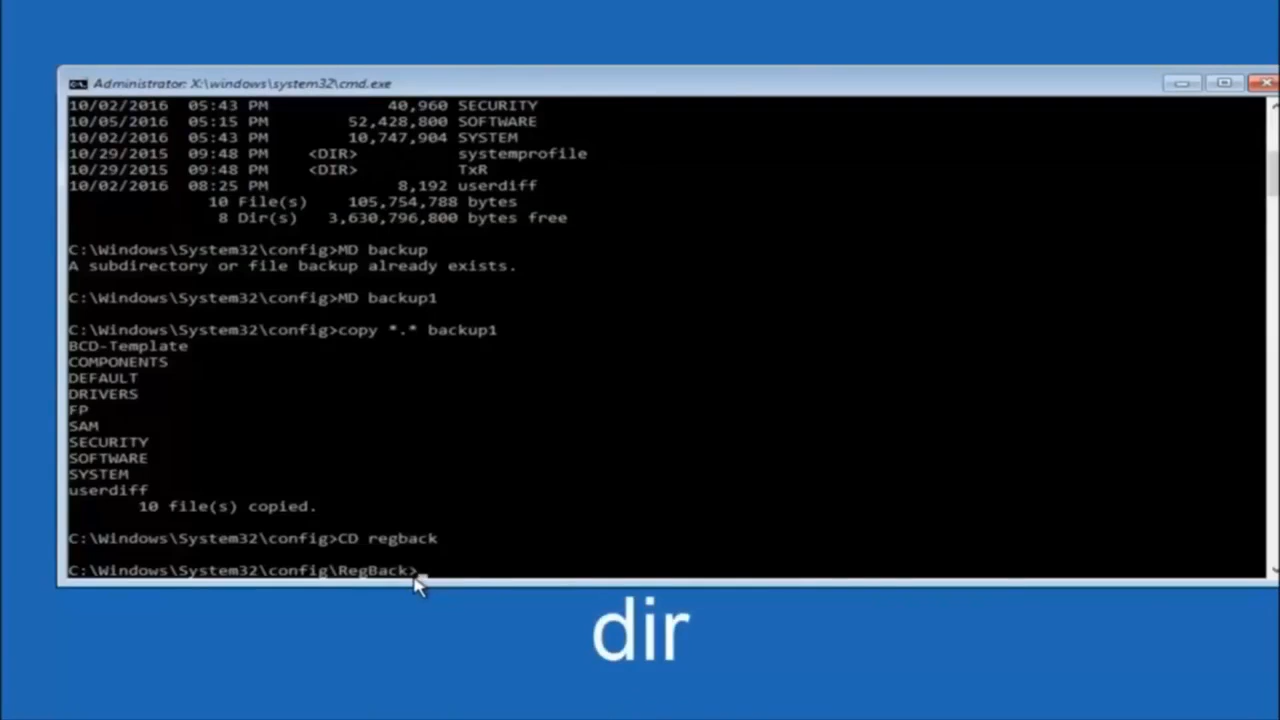 Administrator: X:\windows\system32\cmd.exe
10/02/2016 05:43 PM 40,960 SECURITY
10/05/2016 05:15 PM 52,428,800 SOFTWARE
10/02/2016 05:43 PM 10,747,904 SYSTEM
10/29/2015 09:48 PM <DIR> systemprofile
10/29/2015 09:48 PM <DIR> TxR
10/02/2016 08:25 PM 8,192 userdiff
10 File(s) 105,754,788 bytes
8 Dir(s) 3,630,796,800 bytes free
C:\Windows\System32\config>MD backup
A subdirectory or file backup already exists.
C:\Windows\System32\config>MD backup1
C:\Windows\System32\config>copy *.* backup1
BCD-Template
COMPONENTS
DEFAULT
DRIVERS
FP
SAM
SECURITY
SOFTWARE
SYSTEM
userdiff
10 file(s) copied.
C:\Windows\System32\config>CD regback
C:\Windows\System32\config\RegBack>
dir